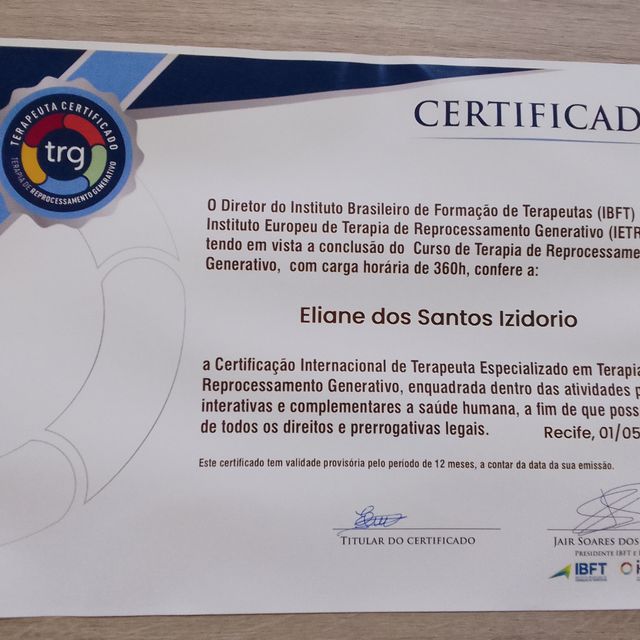 TERAPEUTA CERTIFICADO
trg
TERAPIA DE REPROCESSAMENTO GENERATIVO
CERTIFICAD
O Diretor do Instituto Brasileiro de Formação de Terapeutas (IBFT)
Instituto Europeu de Terapia de Reprocessamento Generativo (IETR
tendo em vista a conclusão do Curso de Terapia de Reprocessame
Generativo, com carga horária de 360h, confere a:
Eliane dos Santos Izidorio
a Certificação Internacional de Terapeuta Especializado em Terapia
Reprocessamento Generativo, enquadrada dentro das atividades p
interativas e complementares a saúde humana, a fim de que poss
de todos os direitos e prerrogativas legais.
Recife, 01/05
Este certificado tem validade provisória pelo período de 12 meses, a contar da data da sua emissão.
TITULAR DO CERTIFICADO
JAIR SOARES DOS
PRESIDENTE IBFT E
IBFT